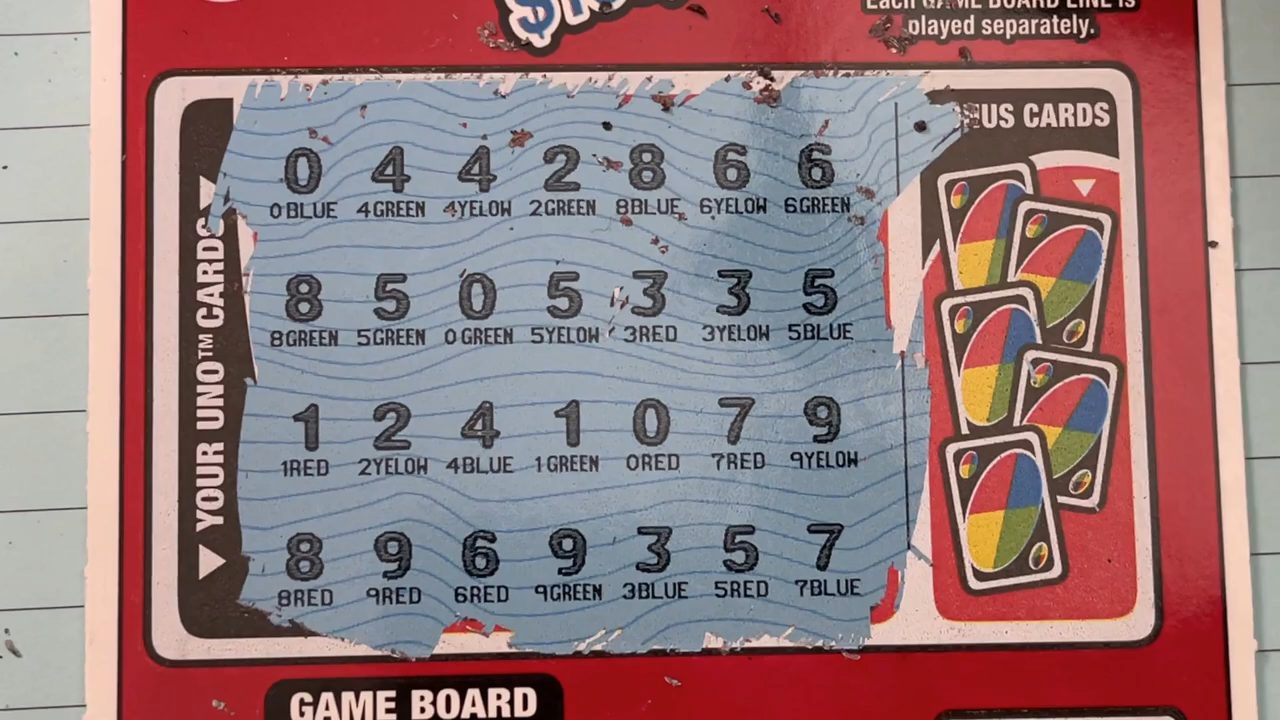 Each GAME BOARD LINE is
played separately.
YOUR UNO™ CARDS
CARDS
0 4 4 2 8 6 6
0BLUE 4GREEN 4YELOW 2GREEN 8BLUE 6YELOW 6GREEN
8 5 0 5 3 3 5
8GREEN 5GREEN 0GREEN 5YELOW 3RED 3YELOW 5BLUE
1 2 4 1 0 7 9
1RED 2YELOW 4BLUE 1GREEN 0RED 7RED 9YELOW
8 9 6 9 3 5 7
8RED 9RED 6RED 9GREEN 3BLUE 5RED 7BLUE
GAME BOARD